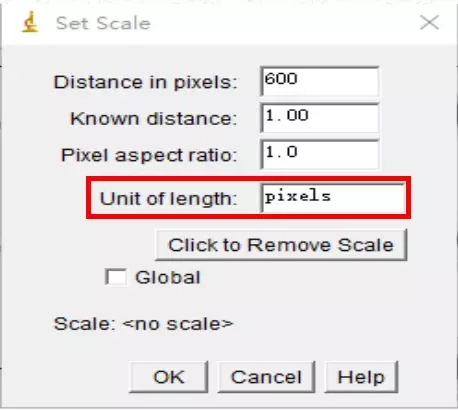 Set Scale
Distance in pixels: 600
Known distance: 1.00
Pixel aspect ratio: 1.0
Unit of length: pixels
Click to Remove Scale
Global
Scale: <no scale>
OK Cancel Help